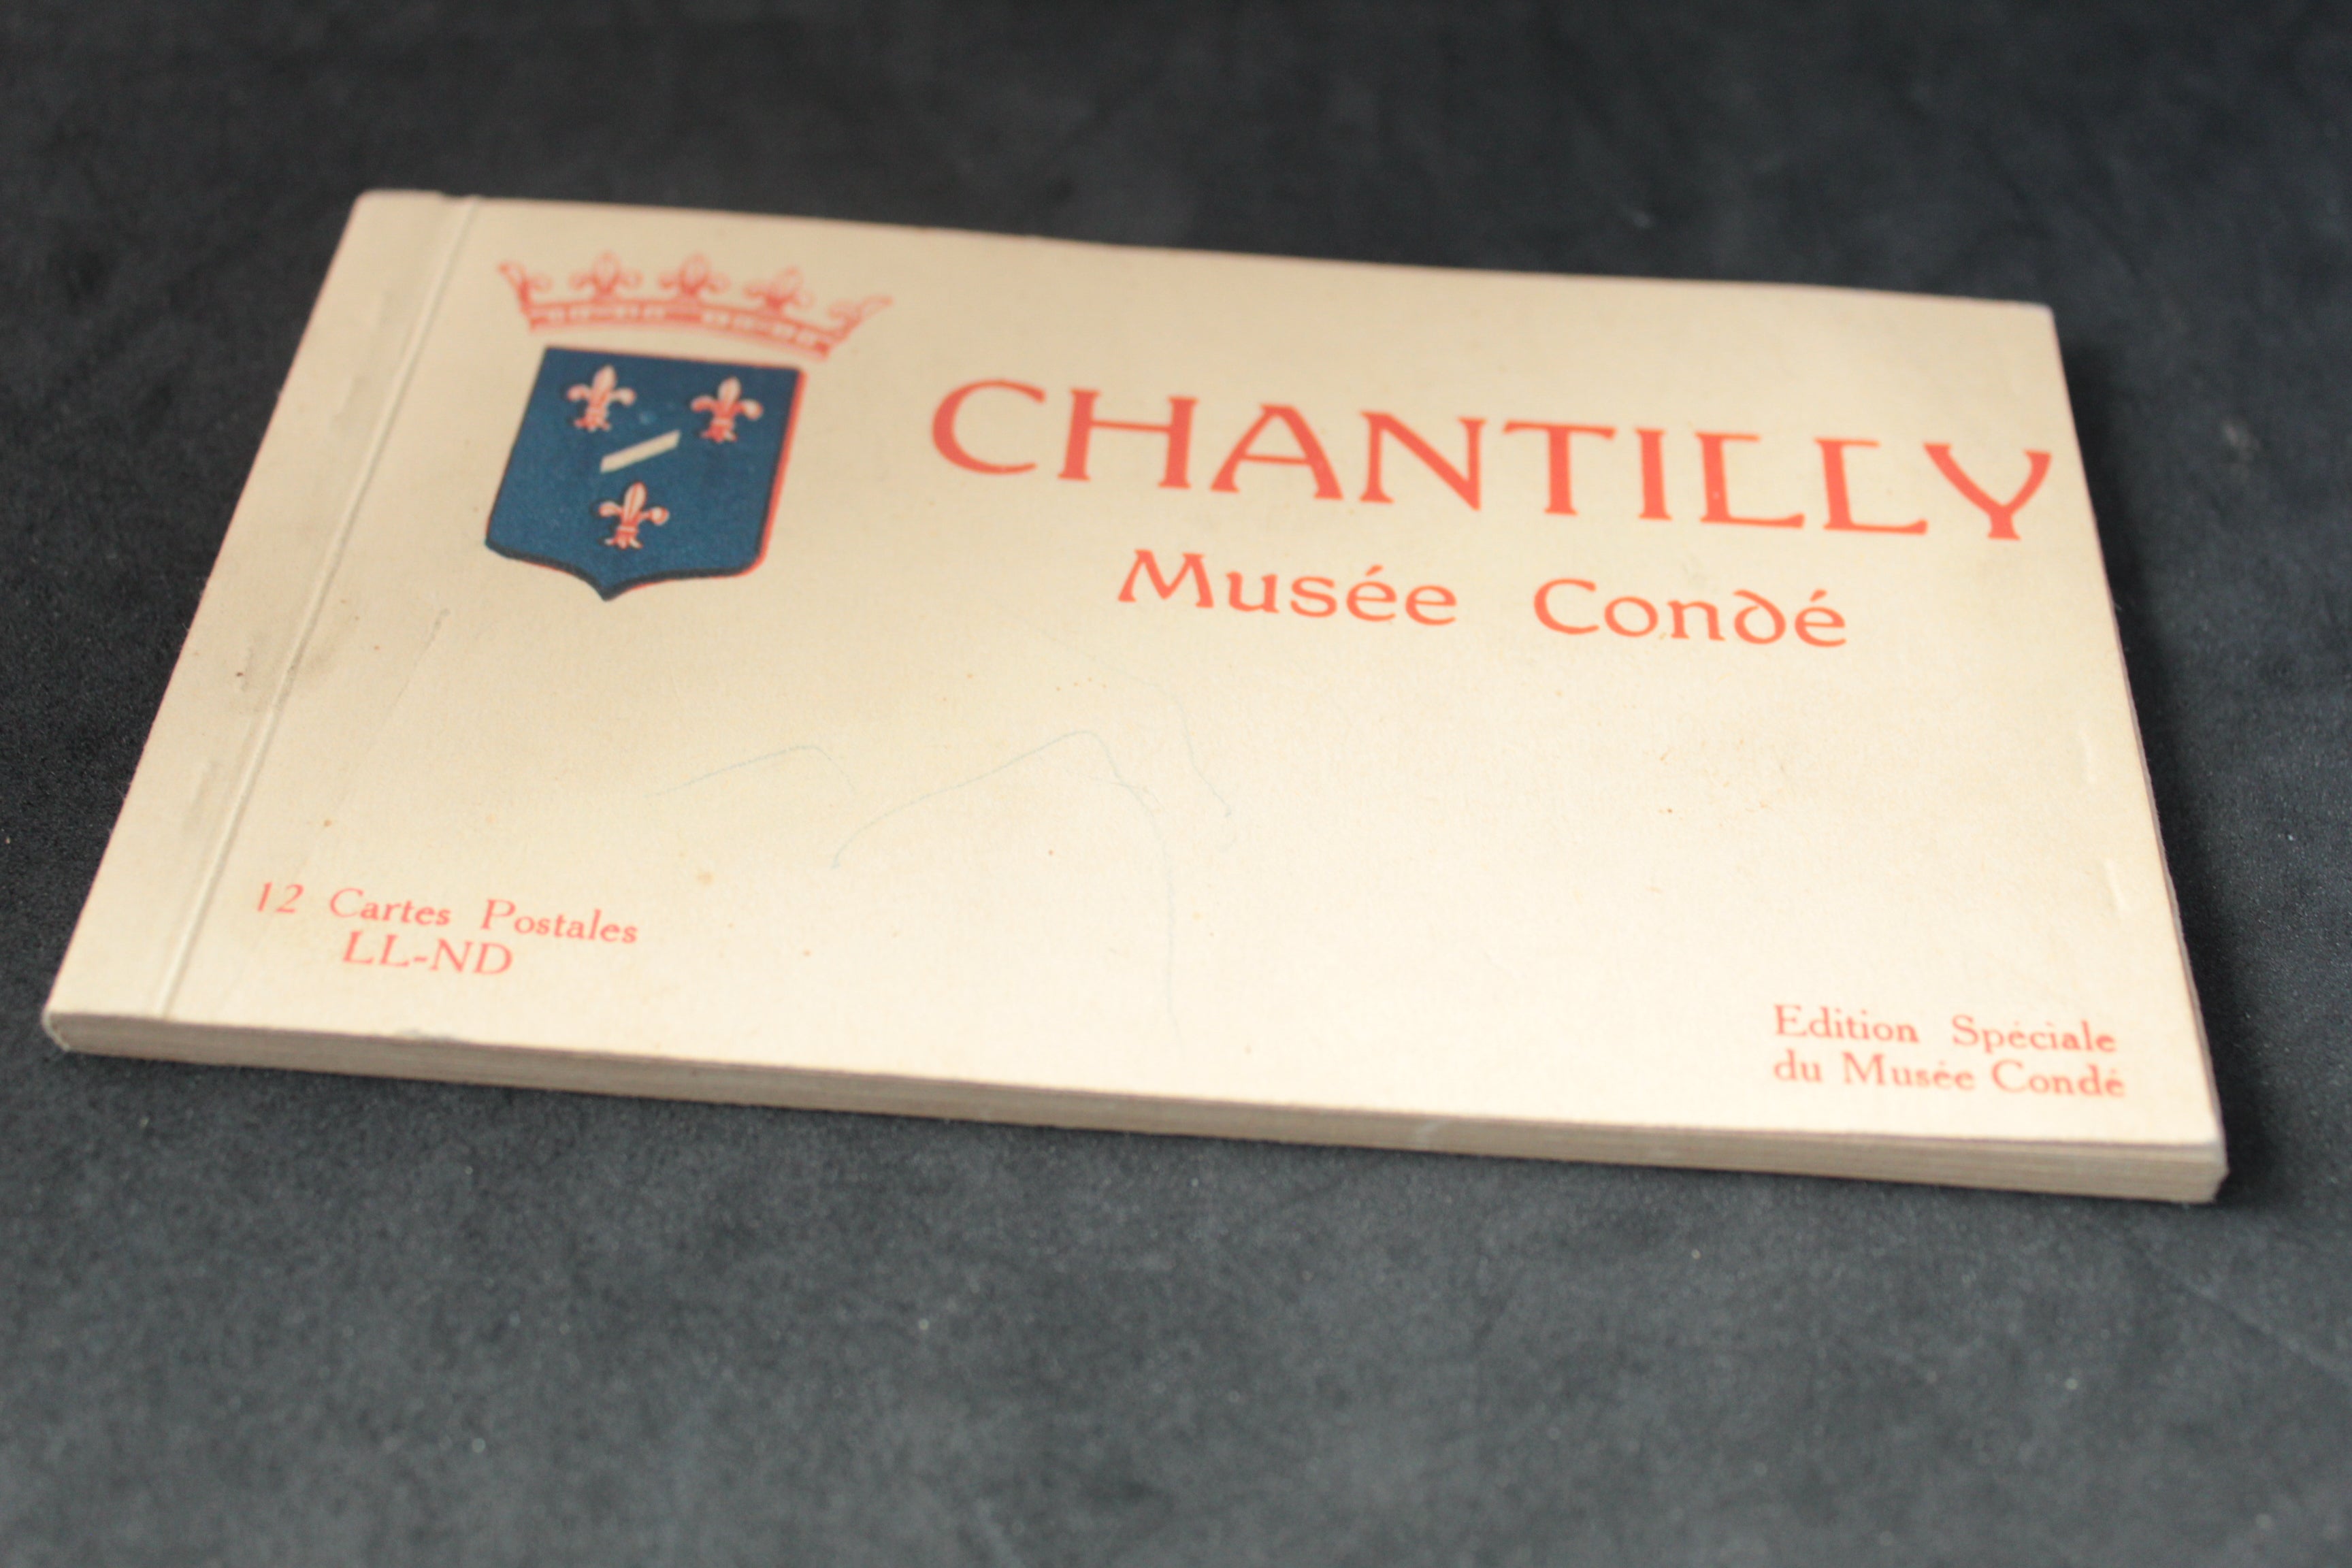 CHANTILLY
Musée Condé
12 Cartes Postales
LL-ND
Edition Spéciale
du Musée Condé